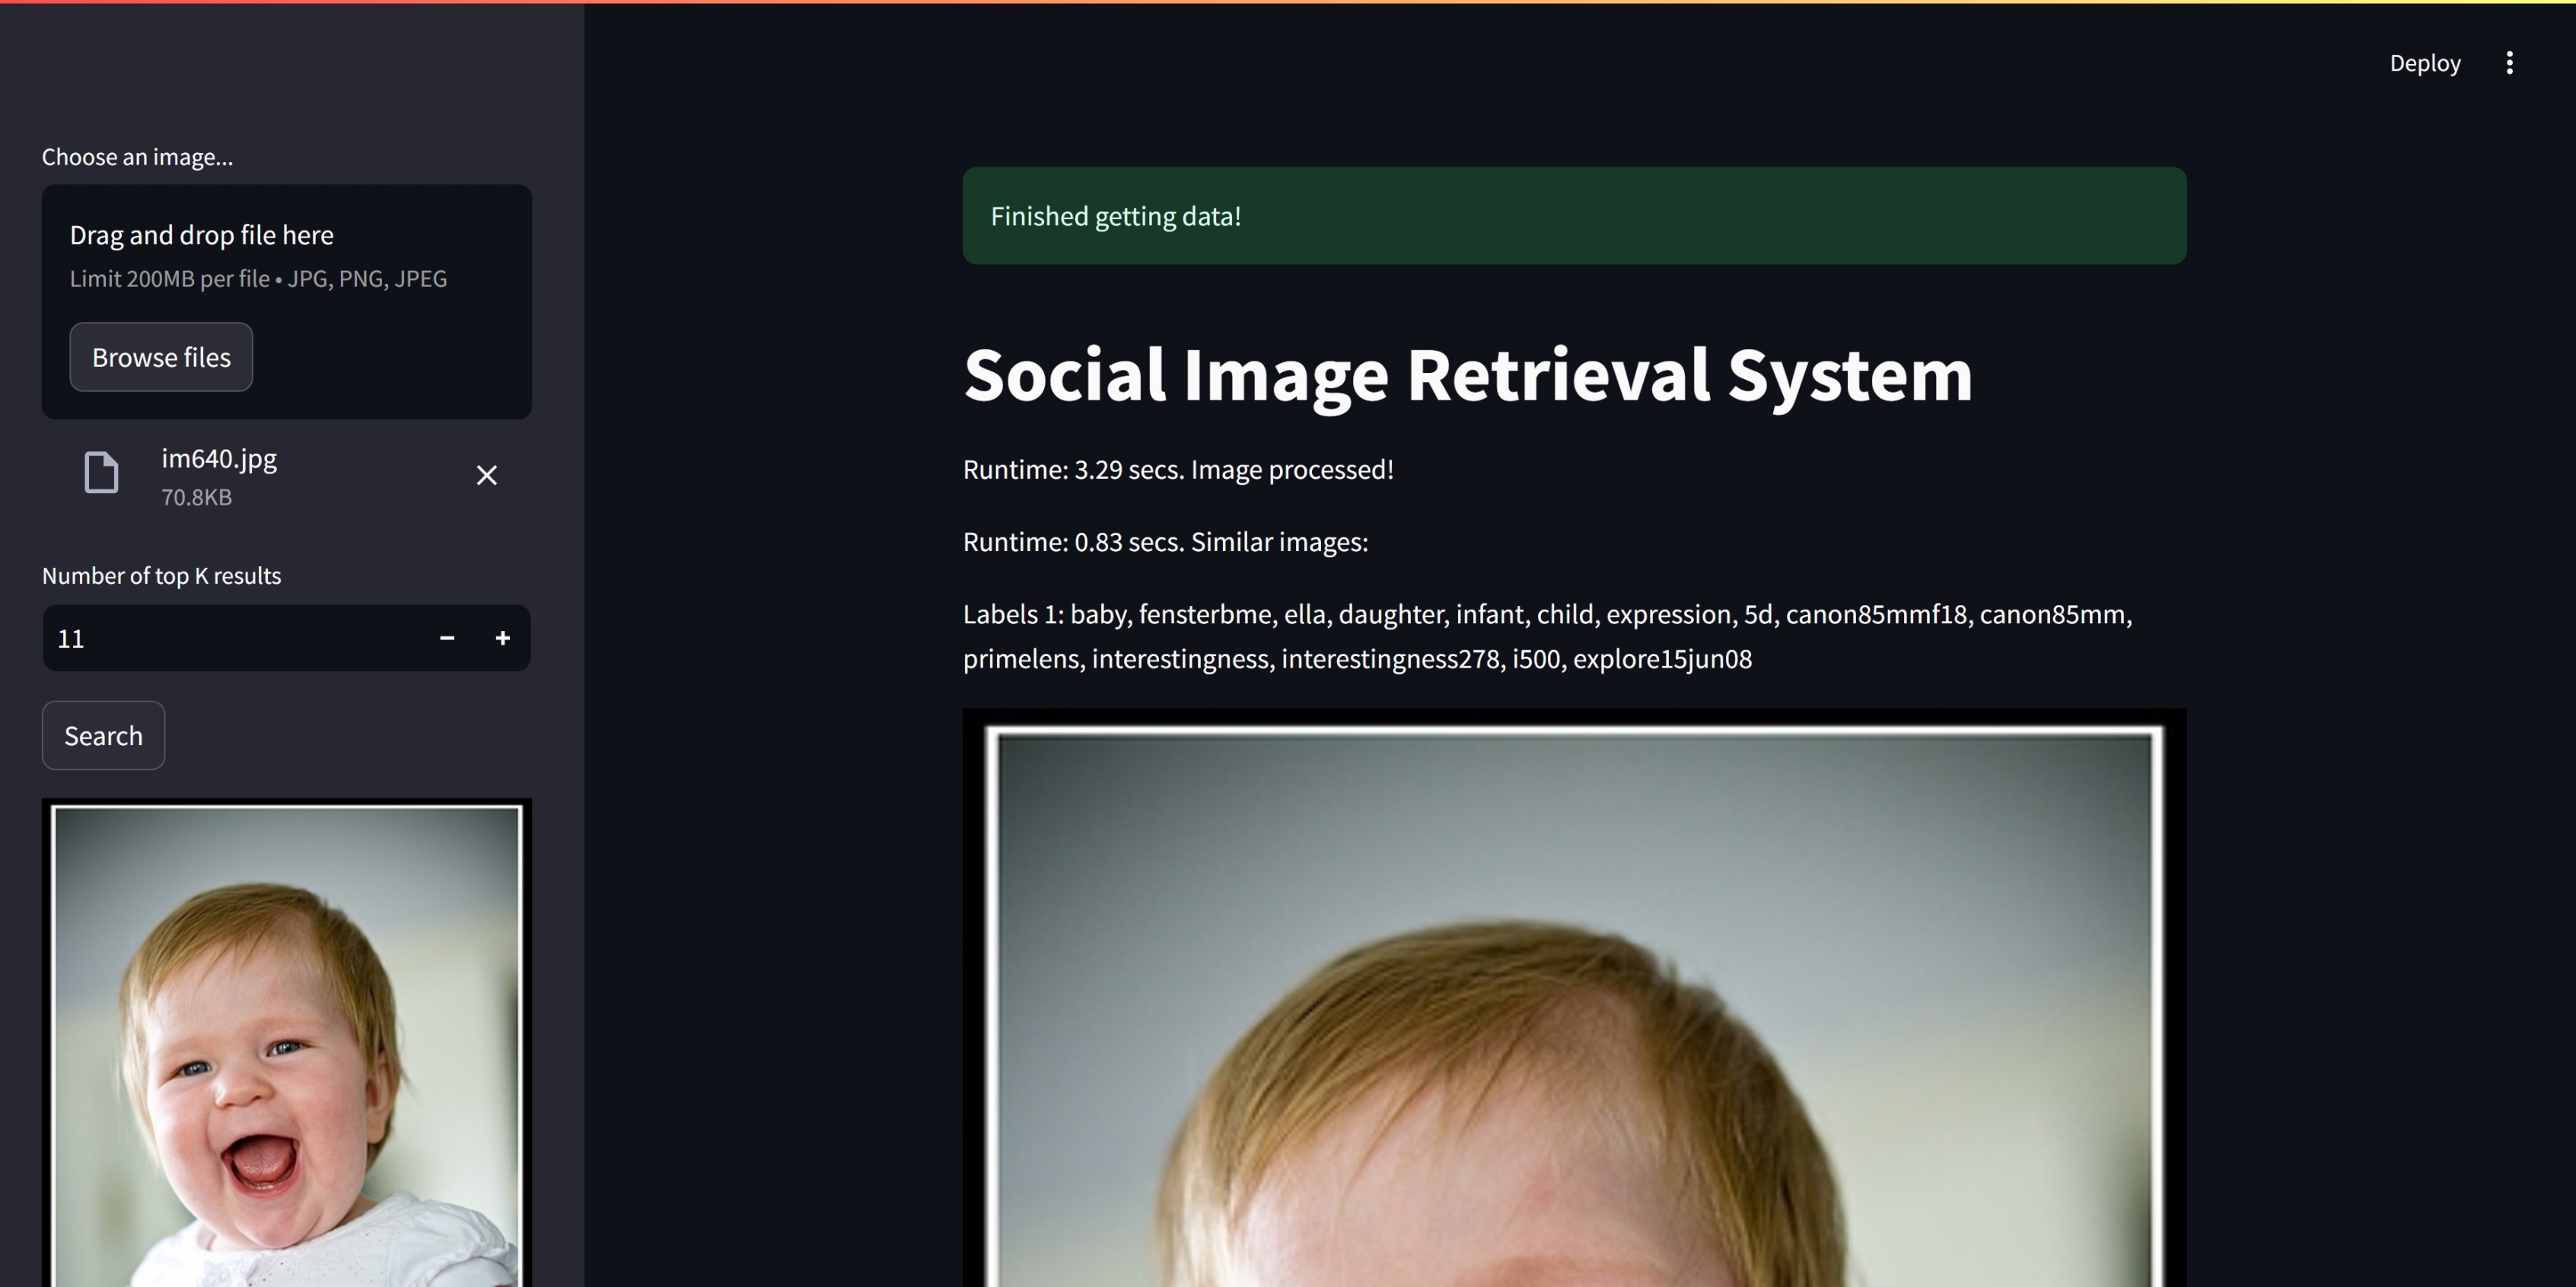 Deploy
Choose an image...
Drag and drop file here
Limit 200MB per file • JPG, PNG, JPEG
Browse files
im640.jpg
70.8KB
Number of top K results
11
Search
Finished getting data!
Social Image Retrieval System
Runtime: 3.29 secs. Image processed!
Runtime: 0.83 secs. Similar images:
Labels 1: baby, fensterbme, ella, daughter, infant, child, expression, 5d, canon85mmf18, canon85mm,
primelens, interestingness, interestingness278, i500, explore15jun08